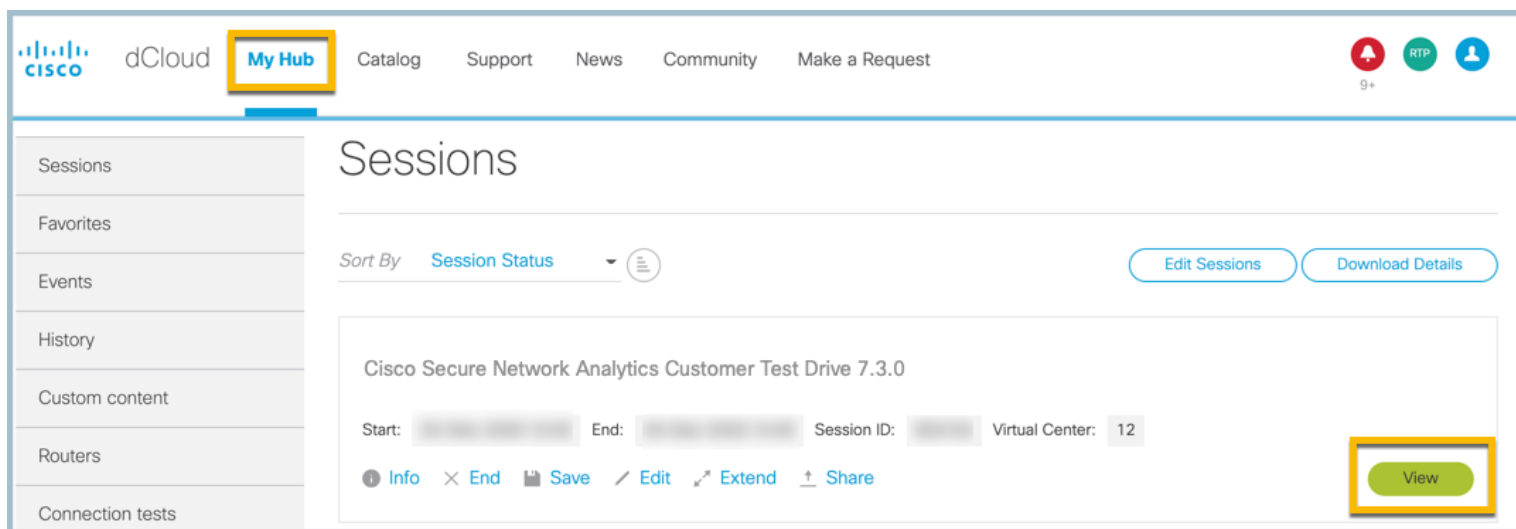 CISCO dCloud My Hub Catalog Support News Community Make a Request RTP
9+
Sessions
Favorites
Events
History
Custom content
Routers
Connection tests
Sessions
Sort By Session Status Edit Sessions Download Details
Cisco Secure Network Analytics Customer Test Drive 7.3.0
Start: End: Session ID: Virtual Center: 12
Info End Save Edit Extend Share
View